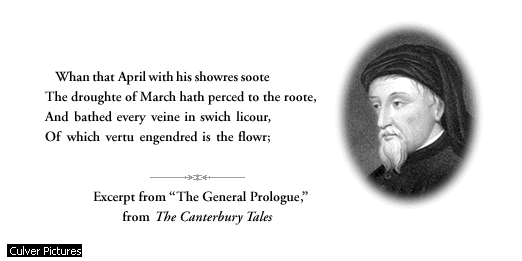 Whan that April with his showres soote
The droughte of March hath perced to the roote,
And bathed every veine in swich licour,
Of which vertu engendred is the flowr;
Excerpt from “The General Prologue,”
from The Canterbury Tales
Culver Pictures